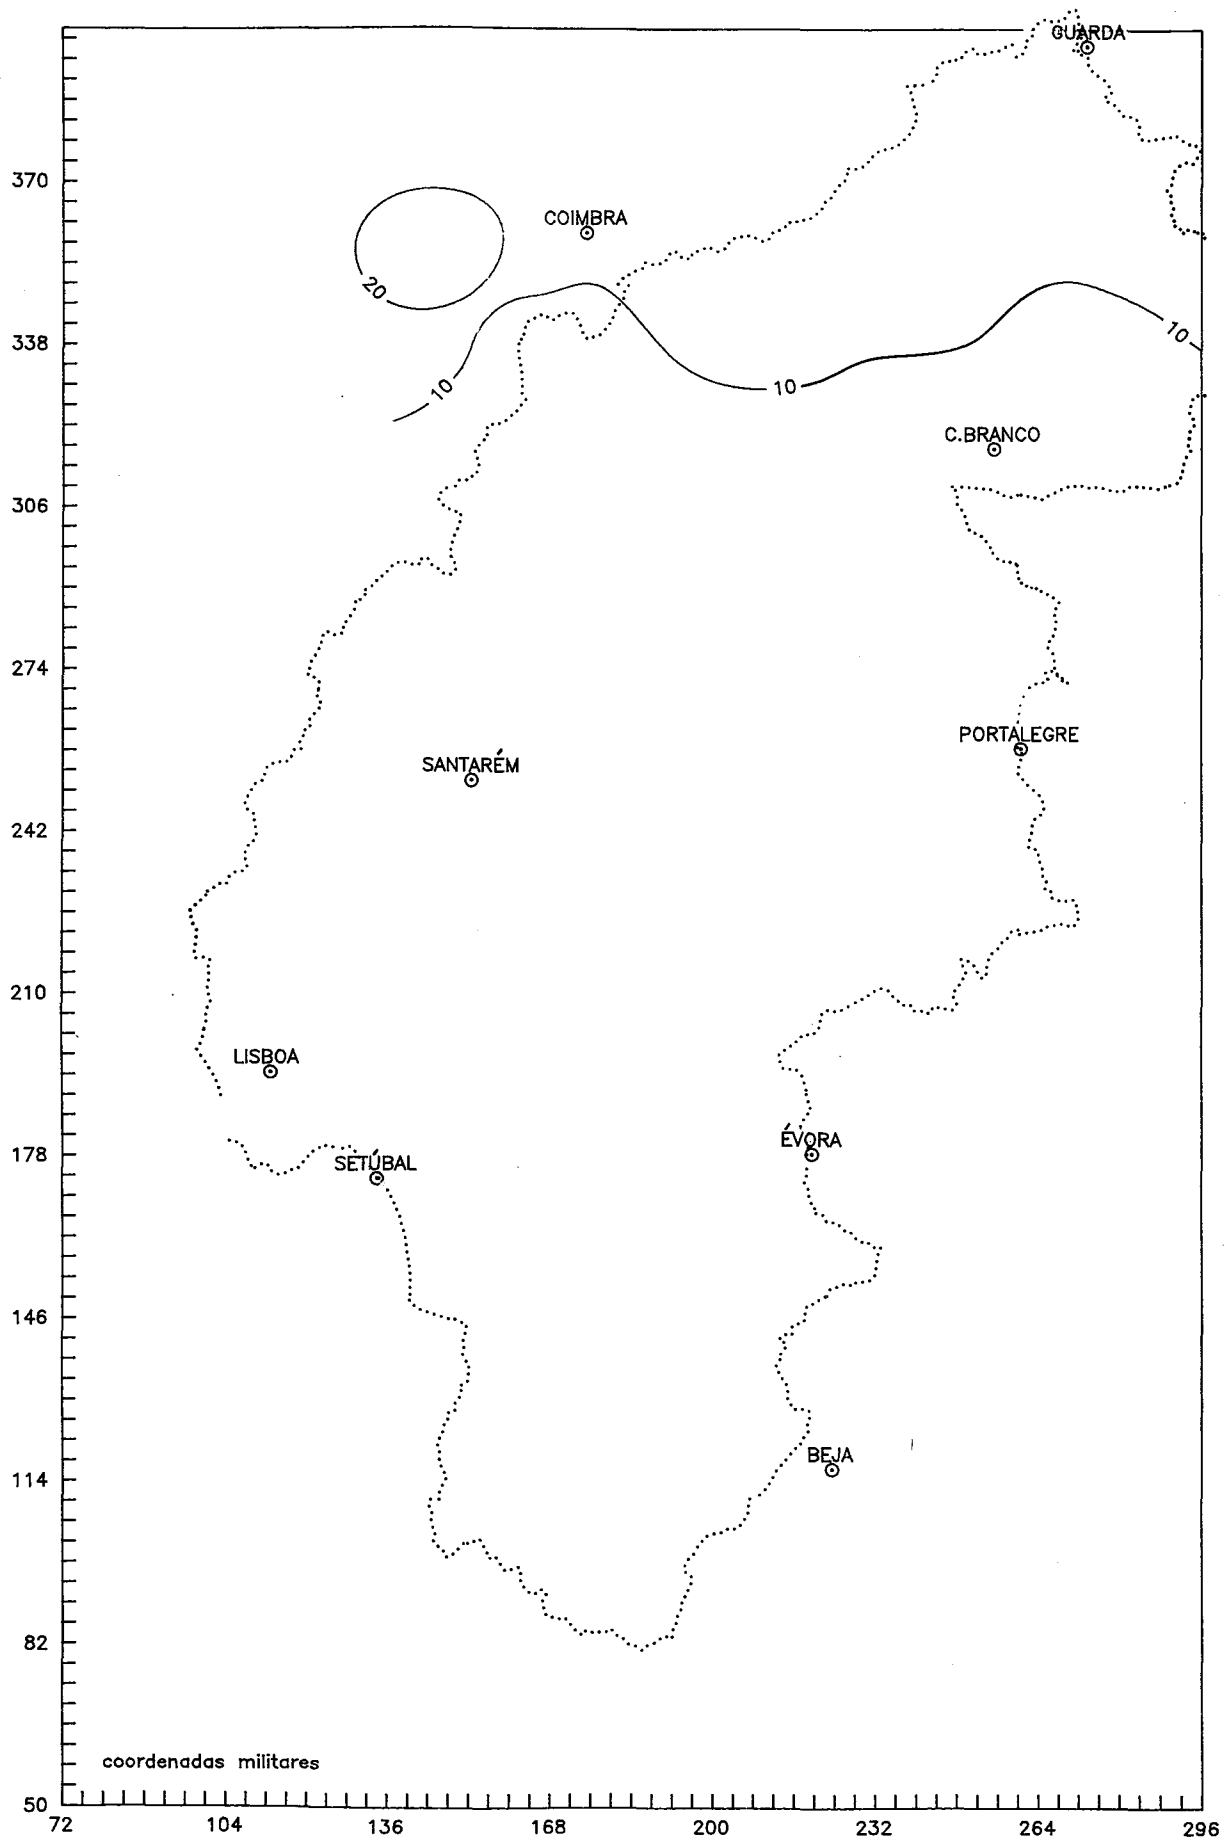 GUARDA
370
COIMBRA
20
338
10
10
10
C.BRANCO
306
274
PORTALEGRE
SANTARÉM
242
210
LISBOA
ÉVORA
178
SETÚBAL
146
BEJA
114
82
coordenadas militares
50
72 104 136 168 200 232 264 296